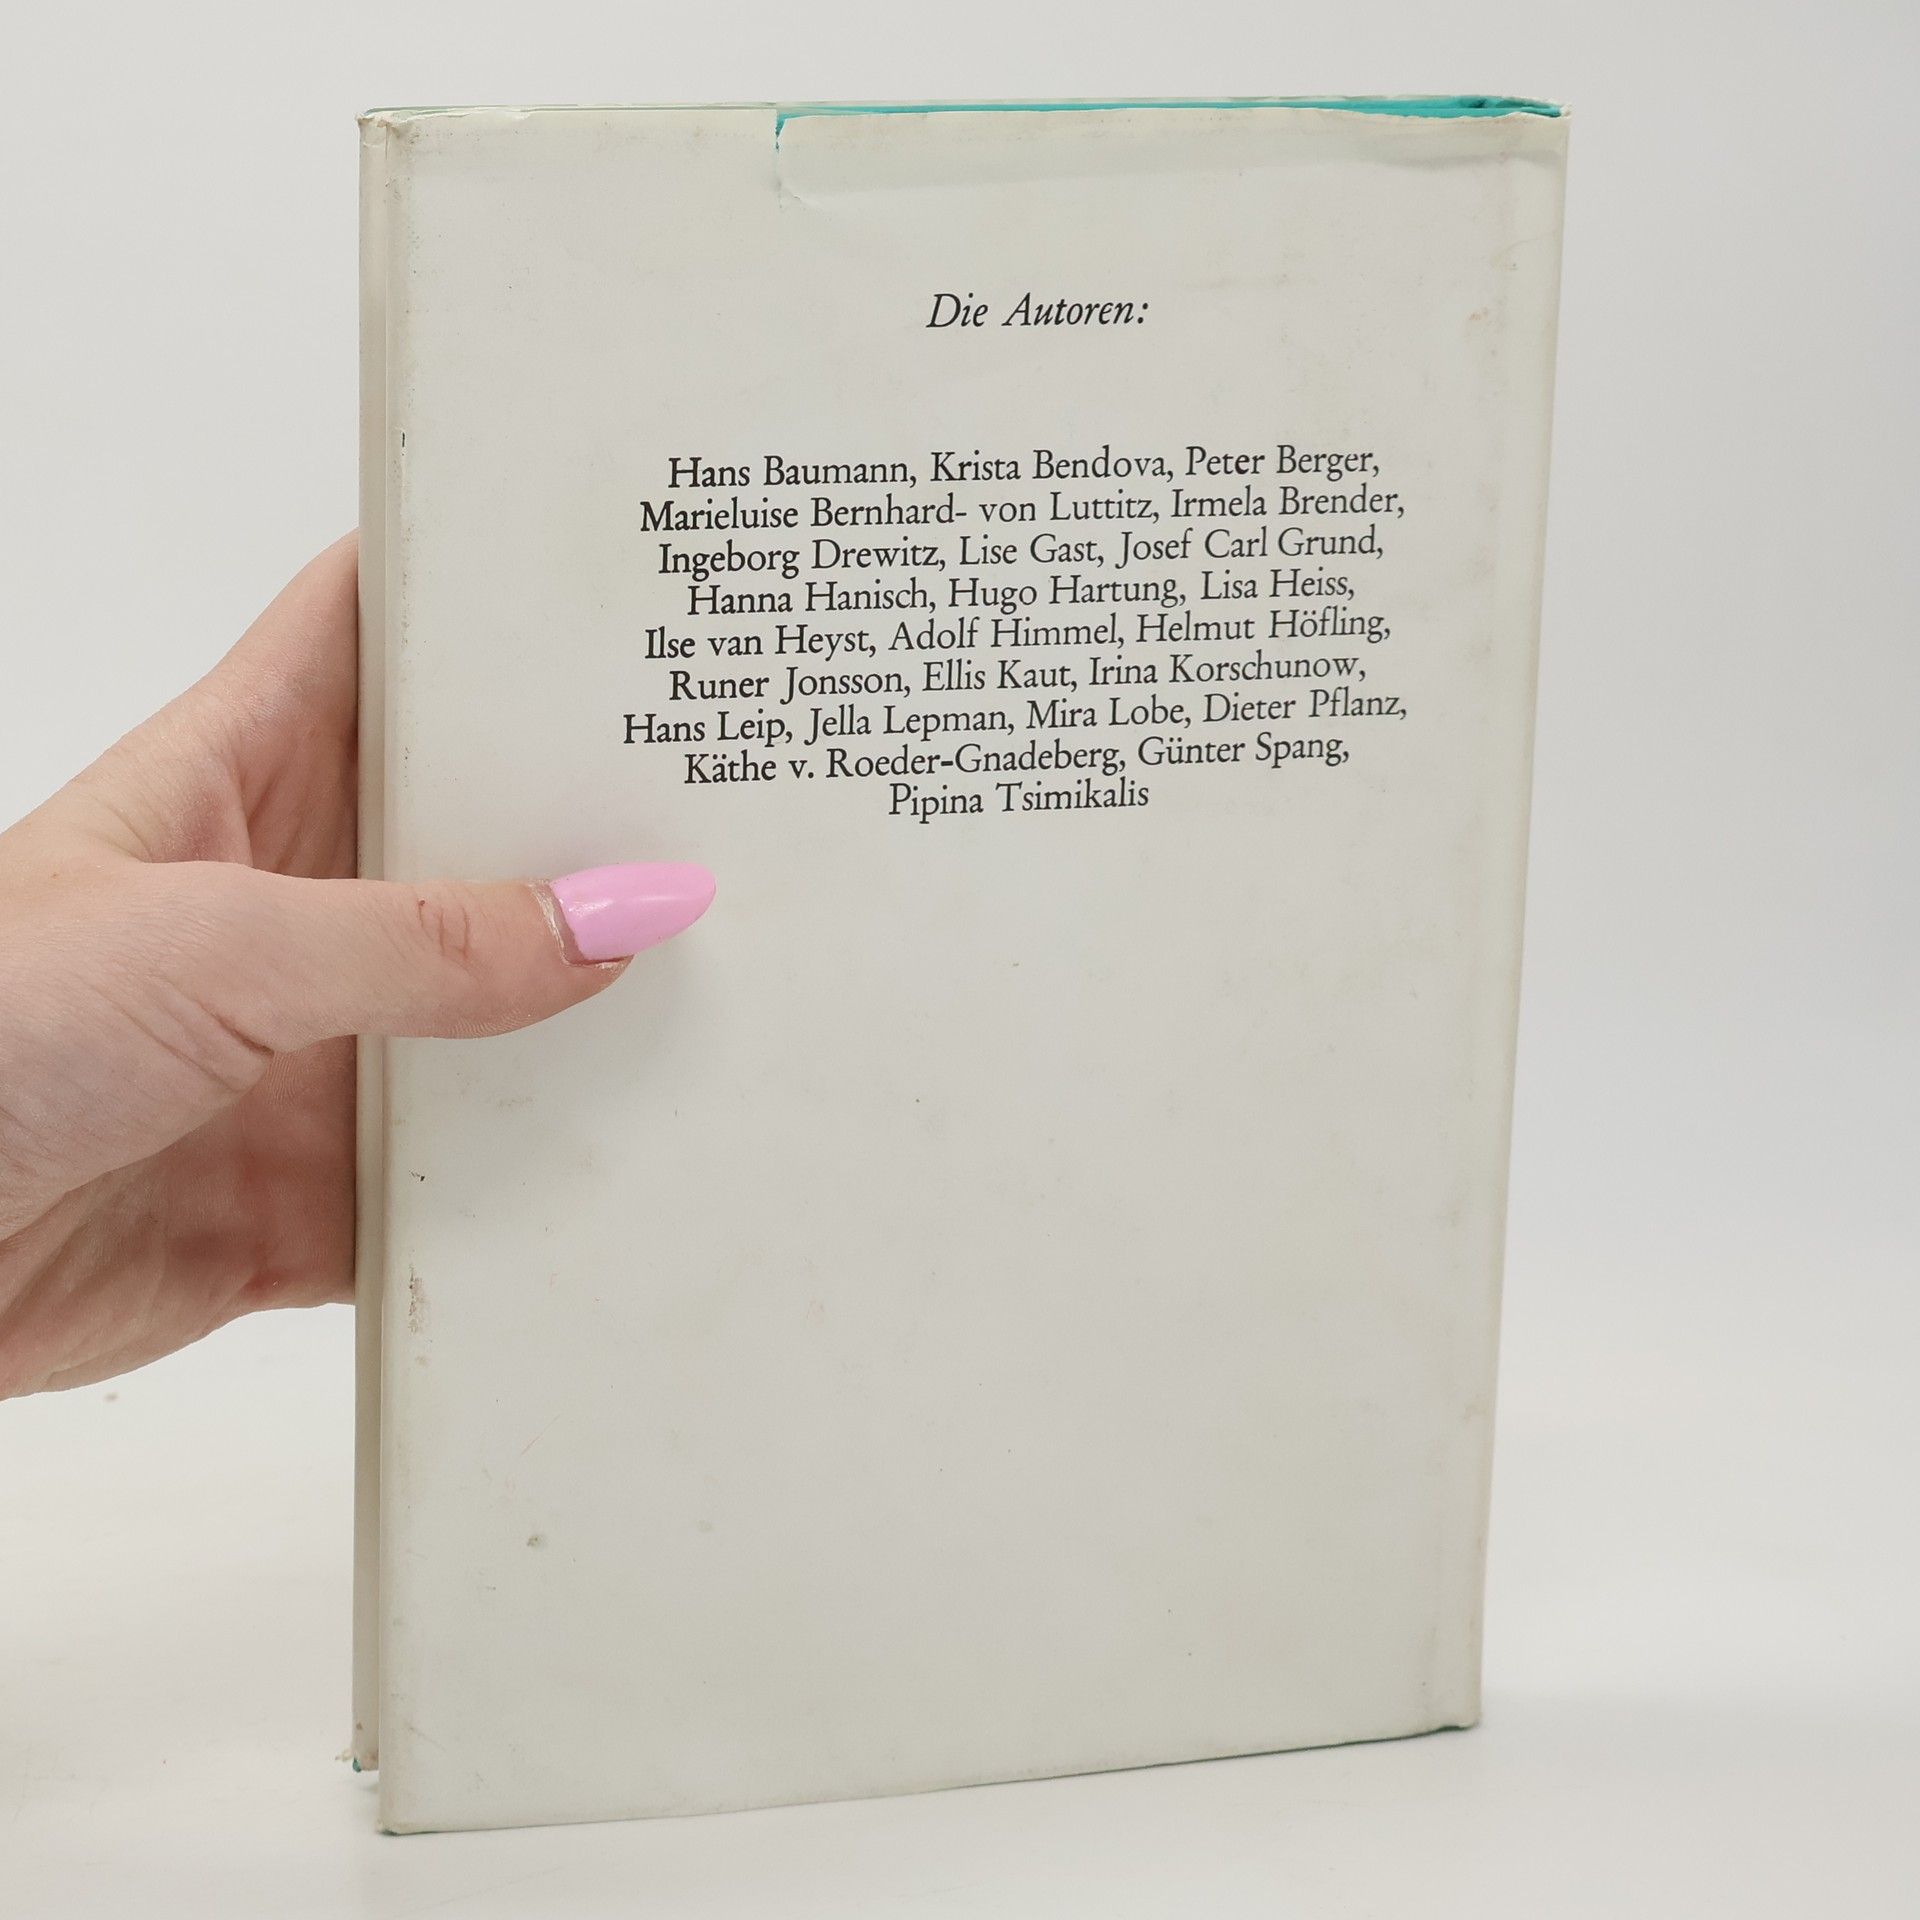 Die Autoren:
Hans Baumann, Krista Bendova, Peter Berger,
Marieluise Bernhard- von Luttitz, Irmela Brender,
Ingeborg Drewitz, Lise Gast, Josef Carl Grund,
Hanna Hanisch, Hugo Hartung, Lisa Heiss,
Ilse van Heyst, Adolf Himmel, Helmut Höfling,
Runer Jonsson, Ellis Kaut, Irina Korschunow,
Hans Leip, Jella Lepman, Mira Lobe, Dieter Pflanz,
Käthe v. Roeder-Gnadeberg, Günter Spang,
Pipina Tsimikalis